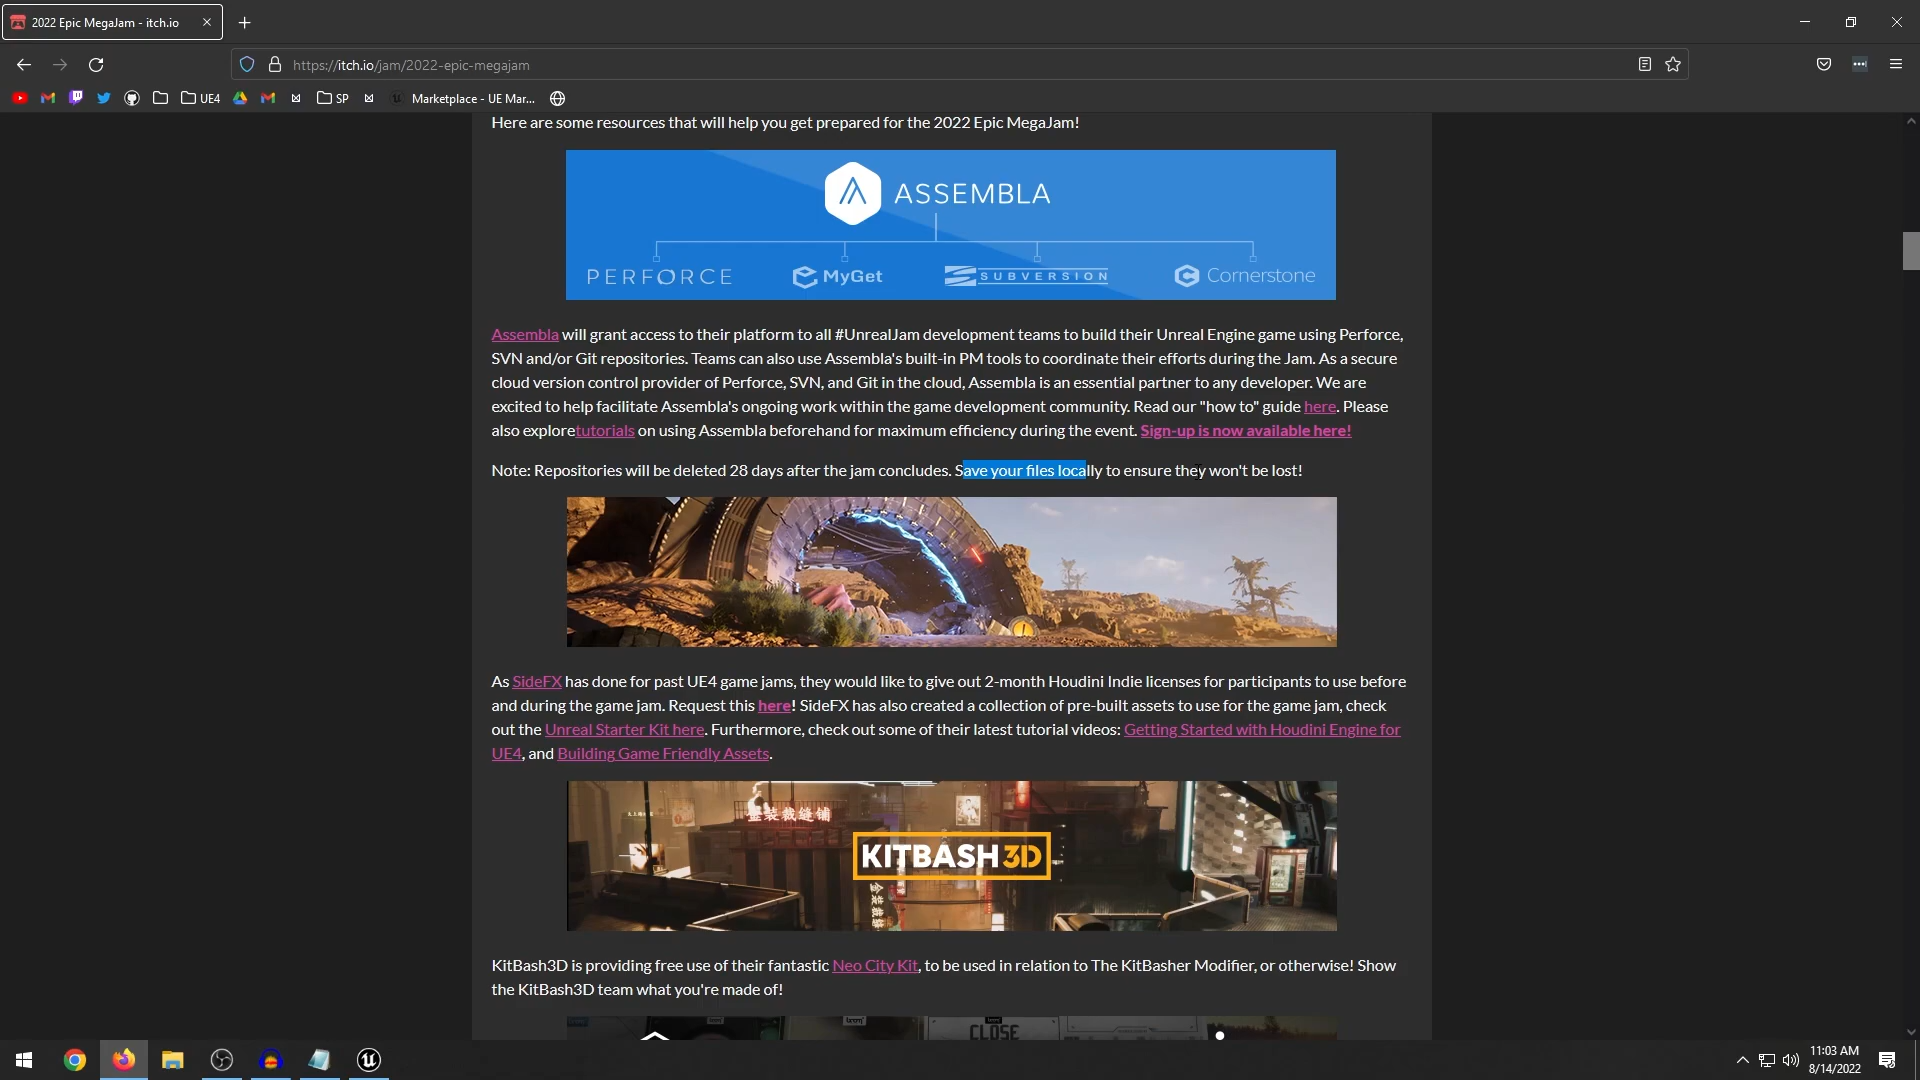 2022 Epic MegaJam - itch.io
https://itch.io/jam/2022-epic-megajam
UE4
SP
Marketplace - UE Mar...
Here are some resources that will help you get prepared for the 2022 Epic MegaJam!
ASSEMBLA
PERFORCE
MyGet
SUBVERSION
Cornerstone
Assembla will grant access to their platform to all #UnrealJam development teams to build their Unreal Engine game using Perforce,
SVN and/or Git repositories. Teams can also use Assembla's built-in PM tools to coordinate their efforts during the Jam. As a secure
cloud version control provider of Perforce, SVN, and Git in the cloud, Assembla is an essential partner to any developer. We are
excited to help facilitate Assembla's ongoing work within the game development community. Read our "how to" guide here. Please
also exploretutorials on using Assembla beforehand for maximum efficiency during the event. Sign-up is now available here!
Note: Repositories will be deleted 28 days after the jam concludes. Save your files locally to ensure they won't be lost!
As SideFX has done for past UE4 game jams, they would like to give out 2-month Houdini Indie licenses for participants to use before
and during the game jam. Request this here! SideFX has also created a collection of pre-built assets to use for the game jam, check
out the Unreal Starter Kit here. Furthermore, check out some of their latest tutorial videos: Getting Started with Houdini Engine for
UE4, and Building Game Friendly Assets.
金装裁缝铺
KITBASH 3D
KitBash3D is providing free use of their fantastic Neo City Kit, to be used in relation to The KitBasher Modifier, or otherwise! Show
the KitBash3D team what you're made of!
CLOSE
11:03 AM
8/14/2022